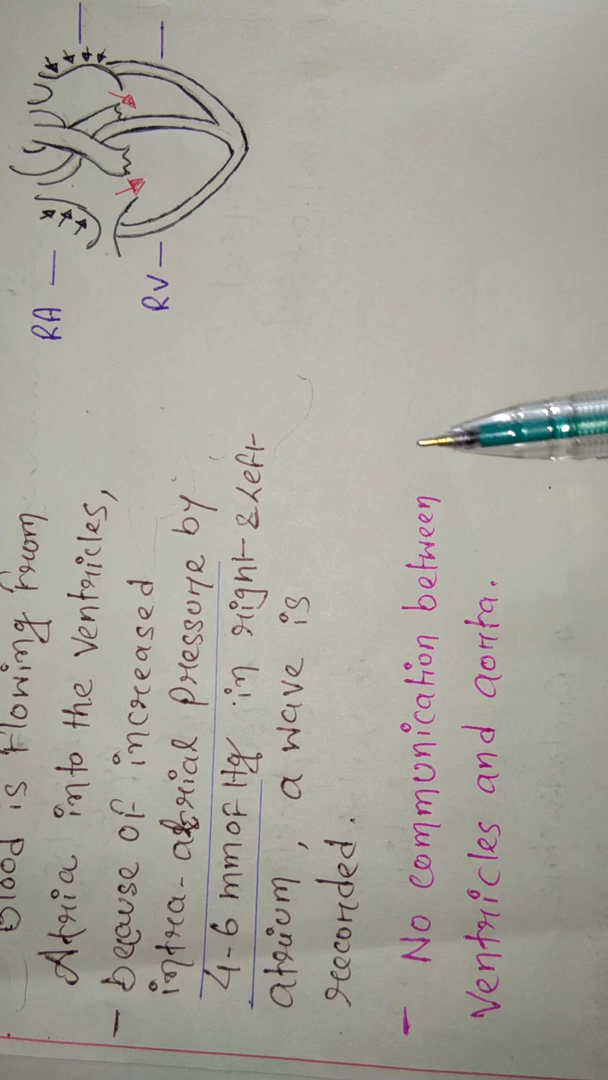 Blood is flowing from
Atria into the ventricles,
- because of increased
intra-atrial pressure by
4-6 mm of Hg in right & left
atrium, a wave is
recorded.
- No communication between
ventricles and aorta.
RA
RV